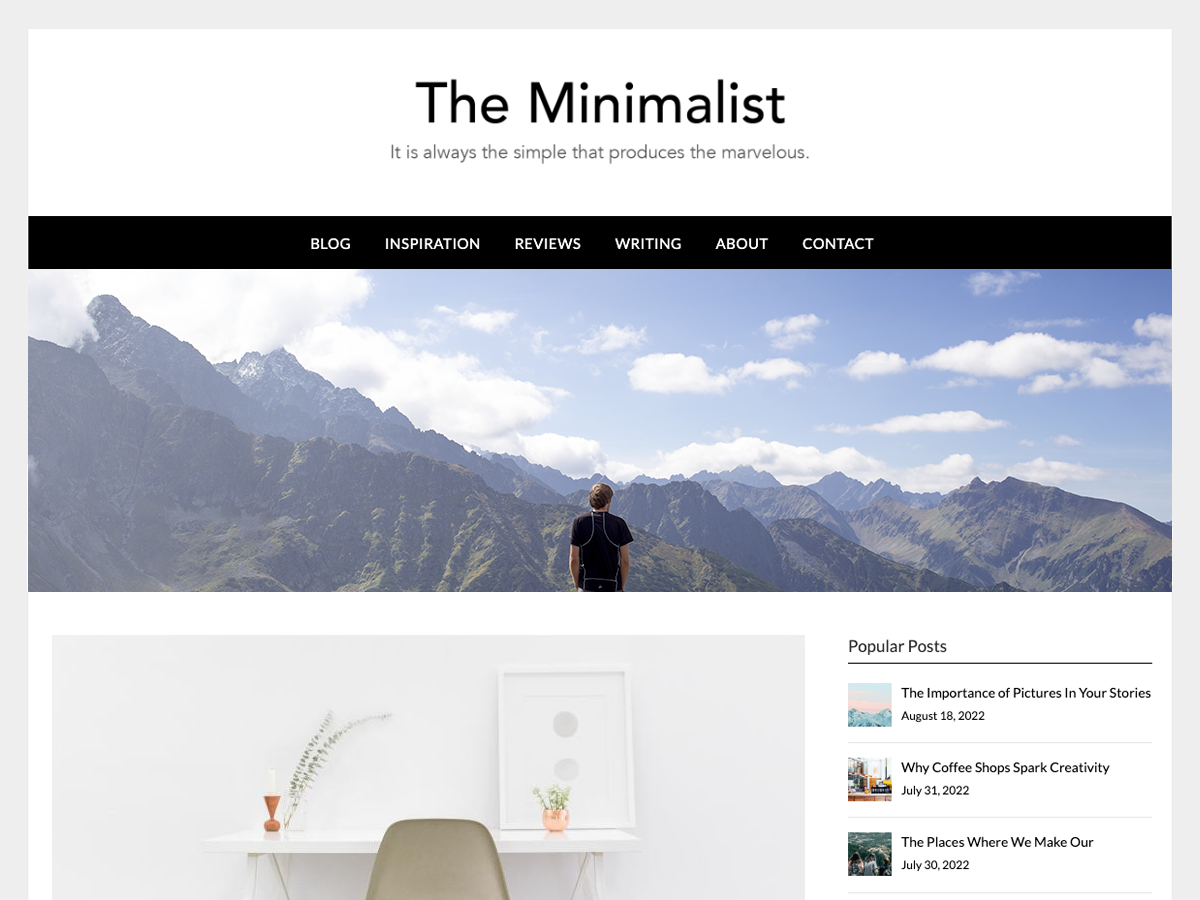 The Minimalist
It is always the simple that produces the marvelous.
BLOG INSPIRATION REVIEWS WRITING ABOUT CONTACT
Popular Posts
The Importance of Pictures In Your Stories
August 18, 2022
Why Coffee Shops Spark Creativity
July 31, 2022
The Places Where We Make Our
July 30, 2022